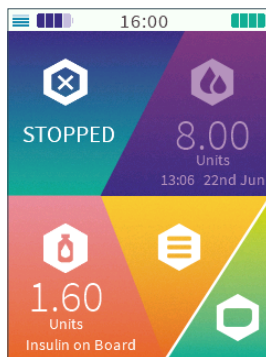 16:00
STOPPED
8.00
Units
13:06 22nd Jun
1.60
Units
Insulin on Board